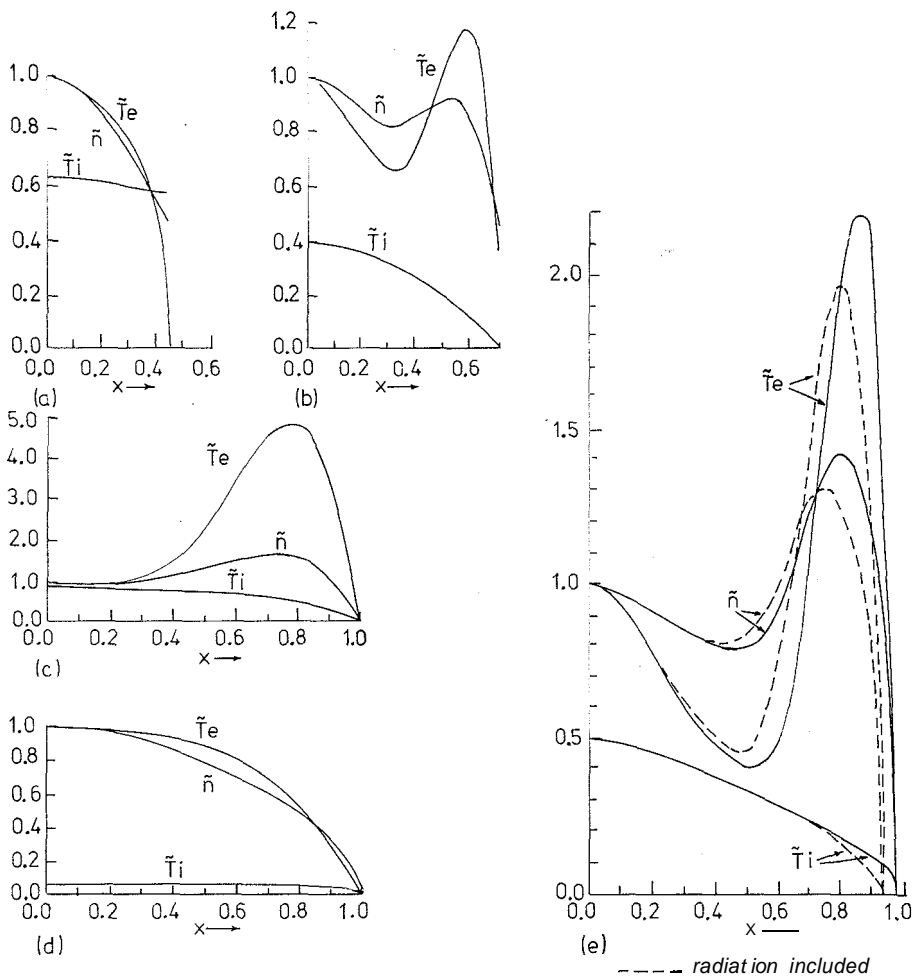 1.0
0.8
0.6
0.4
0.2
0.0
T̃e
ñ
T̃i
0.0 0.2 0.4 0.6
x →
(a)
1.2
1.0
0.8
0.6
0.4
0.2
0.0
T̃e
ñ
T̃i
0.0 0.2 0.4 0.6
x →
(b)
5.0
4.0
3.0
2.0
1.0
0.0
T̃e
ñ
T̃i
0.0 0.2 0.4 0.6 0.8 1.0
x →
(c)
1.0
0.8
0.6
0.4
0.2
0.0
T̃e
ñ
T̃i
0.0 0.2 0.4 0.6 0.8 1.0
x →
(d)
2.0
1.5
1.0
0.5
0.0
T̃e
ñ
T̃i
0.0 0.2 0.4 0.6 0.8 1.0
x —
(e)
---- radiation included